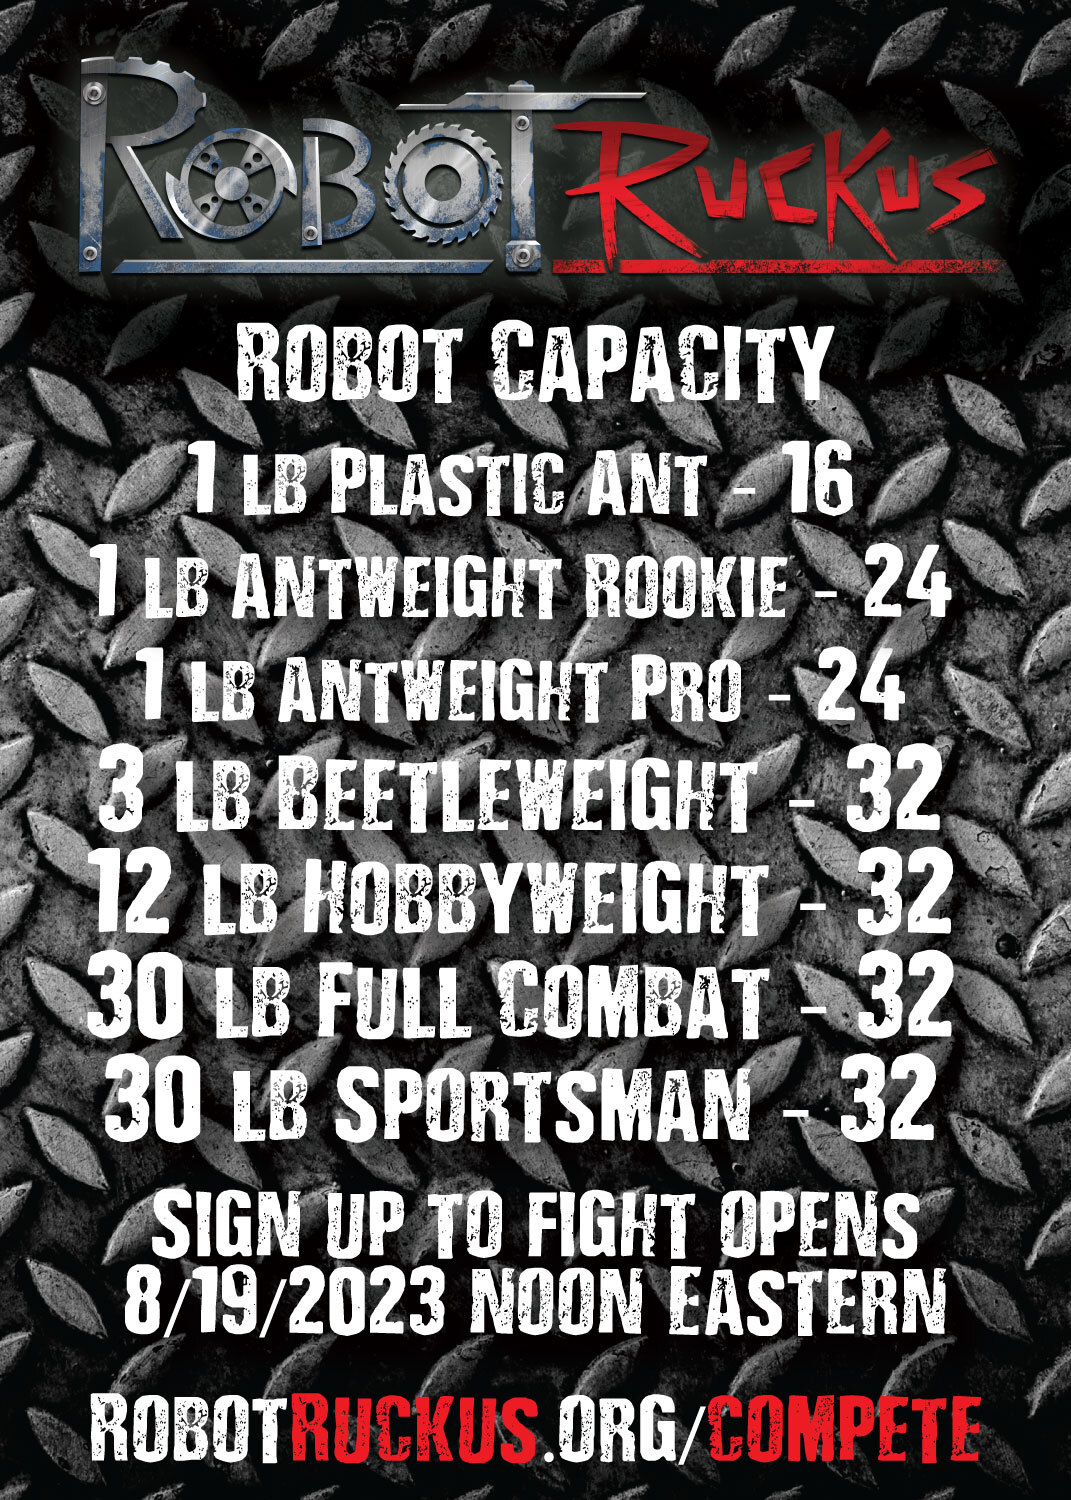 Robot Ruckus
Robot Capacity
1 lb Plastic Ant - 16
1 lb Antweight Rookie - 24
1 lb Antweight Pro - 24
3 lb Beetleweight - 32
12 lb Hobbyweight - 32
30 lb Full Combat - 32
30 lb Sportsman - 32
Sign up to fight opens
8/19/2023 Noon Eastern
RobotRuckus.org/compete